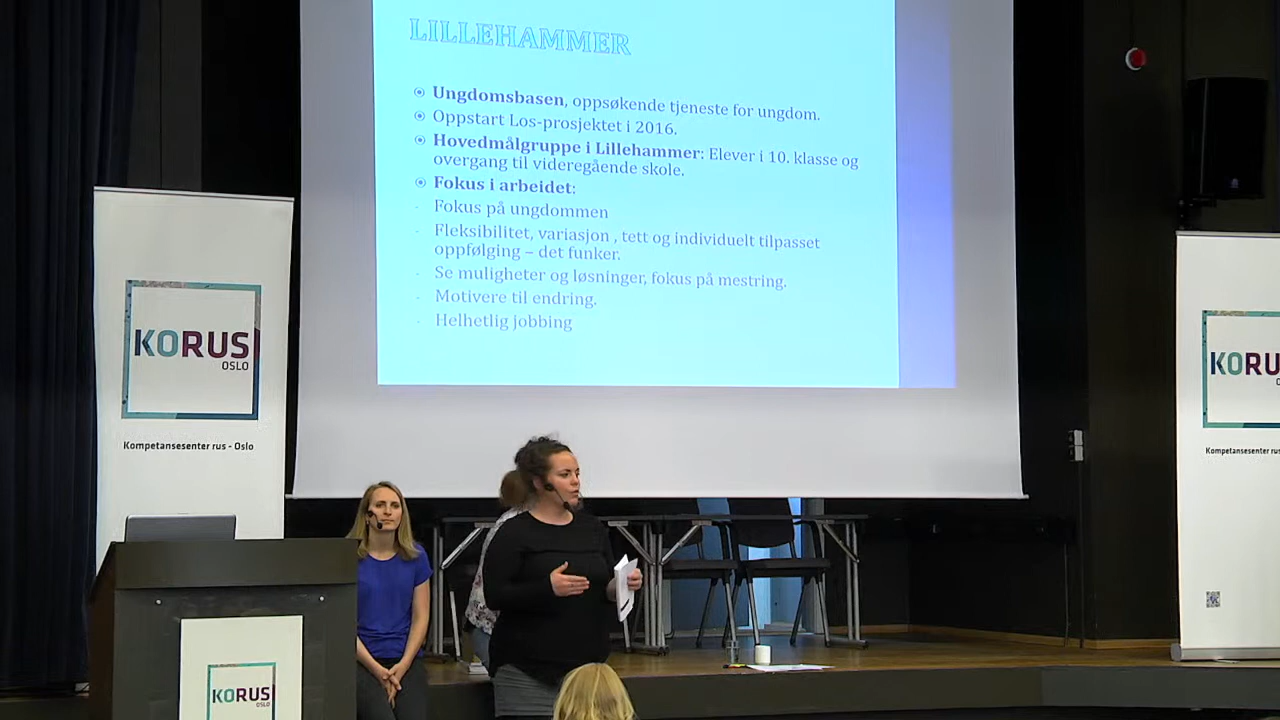 LILLEHAMMER
Ungdomsbasen, oppsøkende tjeneste for ungdom.
Oppstart Los-prosjektet i 2016.
Hovedmålgruppe i Lillehammer: Elever i 10. klasse og
overgang til videregående skole.
Fokus i arbeidet:
- Fokus på ungdommen
- Fleksibilitet, variasjon , tett og individuelt tilpasset
oppfølging – det funker.
- Se muligheter og løsninger, fokus på mestring.
- Motivere til endring.
- Helhetlig jobbing
KORUS
OSLO
Kompetansesenter rus - Oslo
KORU
Kompetansesenter rus
KORUS
OSLO